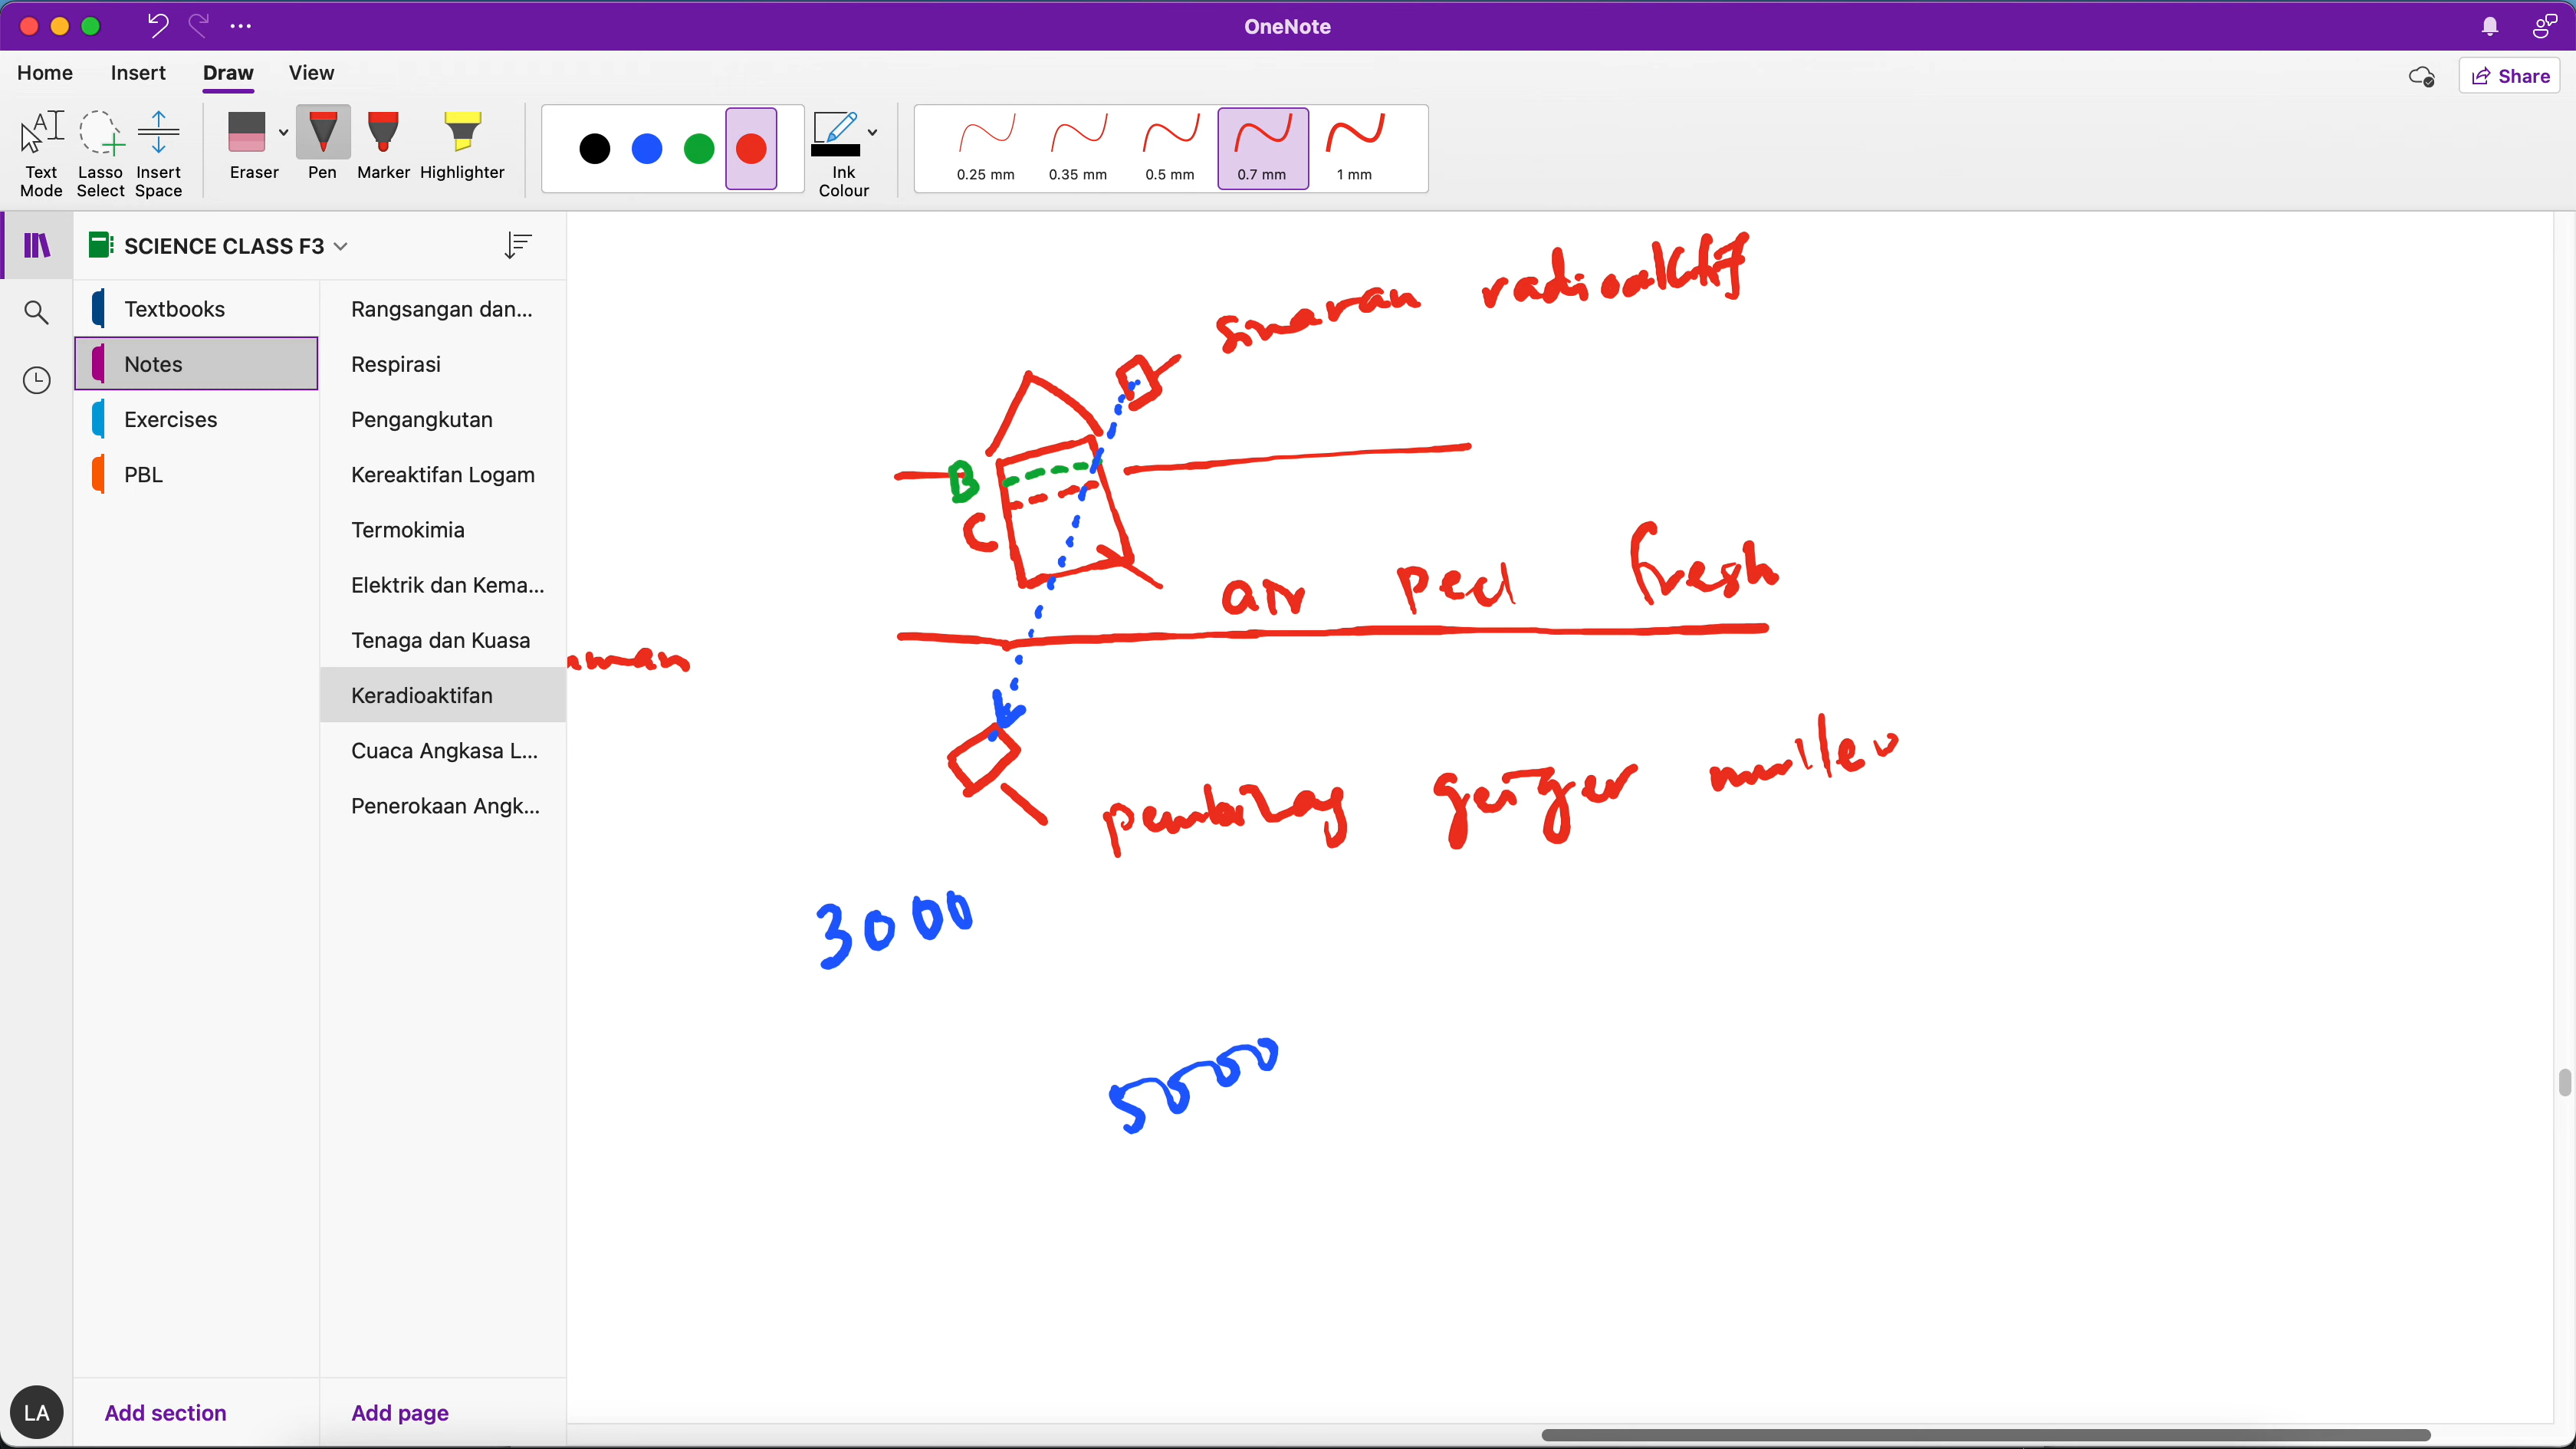 OneNote
Home Insert Draw View
Share
Text Mode
Lasso Select
Insert Space
Eraser
Pen
Marker
Highlighter
Ink Colour
0.25 mm
0.35 mm
0.5 mm
0.7 mm
1 mm
SCIENCE CLASS F3
Textbooks
Notes
Exercises
PBL
Rangsangan dan...
Respirasi
Pengangkutan
Kereaktifan Logam
Termokimia
Elektrik dan Kema...
Tenaga dan Kuasa
Keradioaktifan
Cuaca Angkasa L...
Penerokaan Angk...
LA
Add section
Add page
sinaran radioaktif
B
C
air fresh
geiger muller
3000
5000